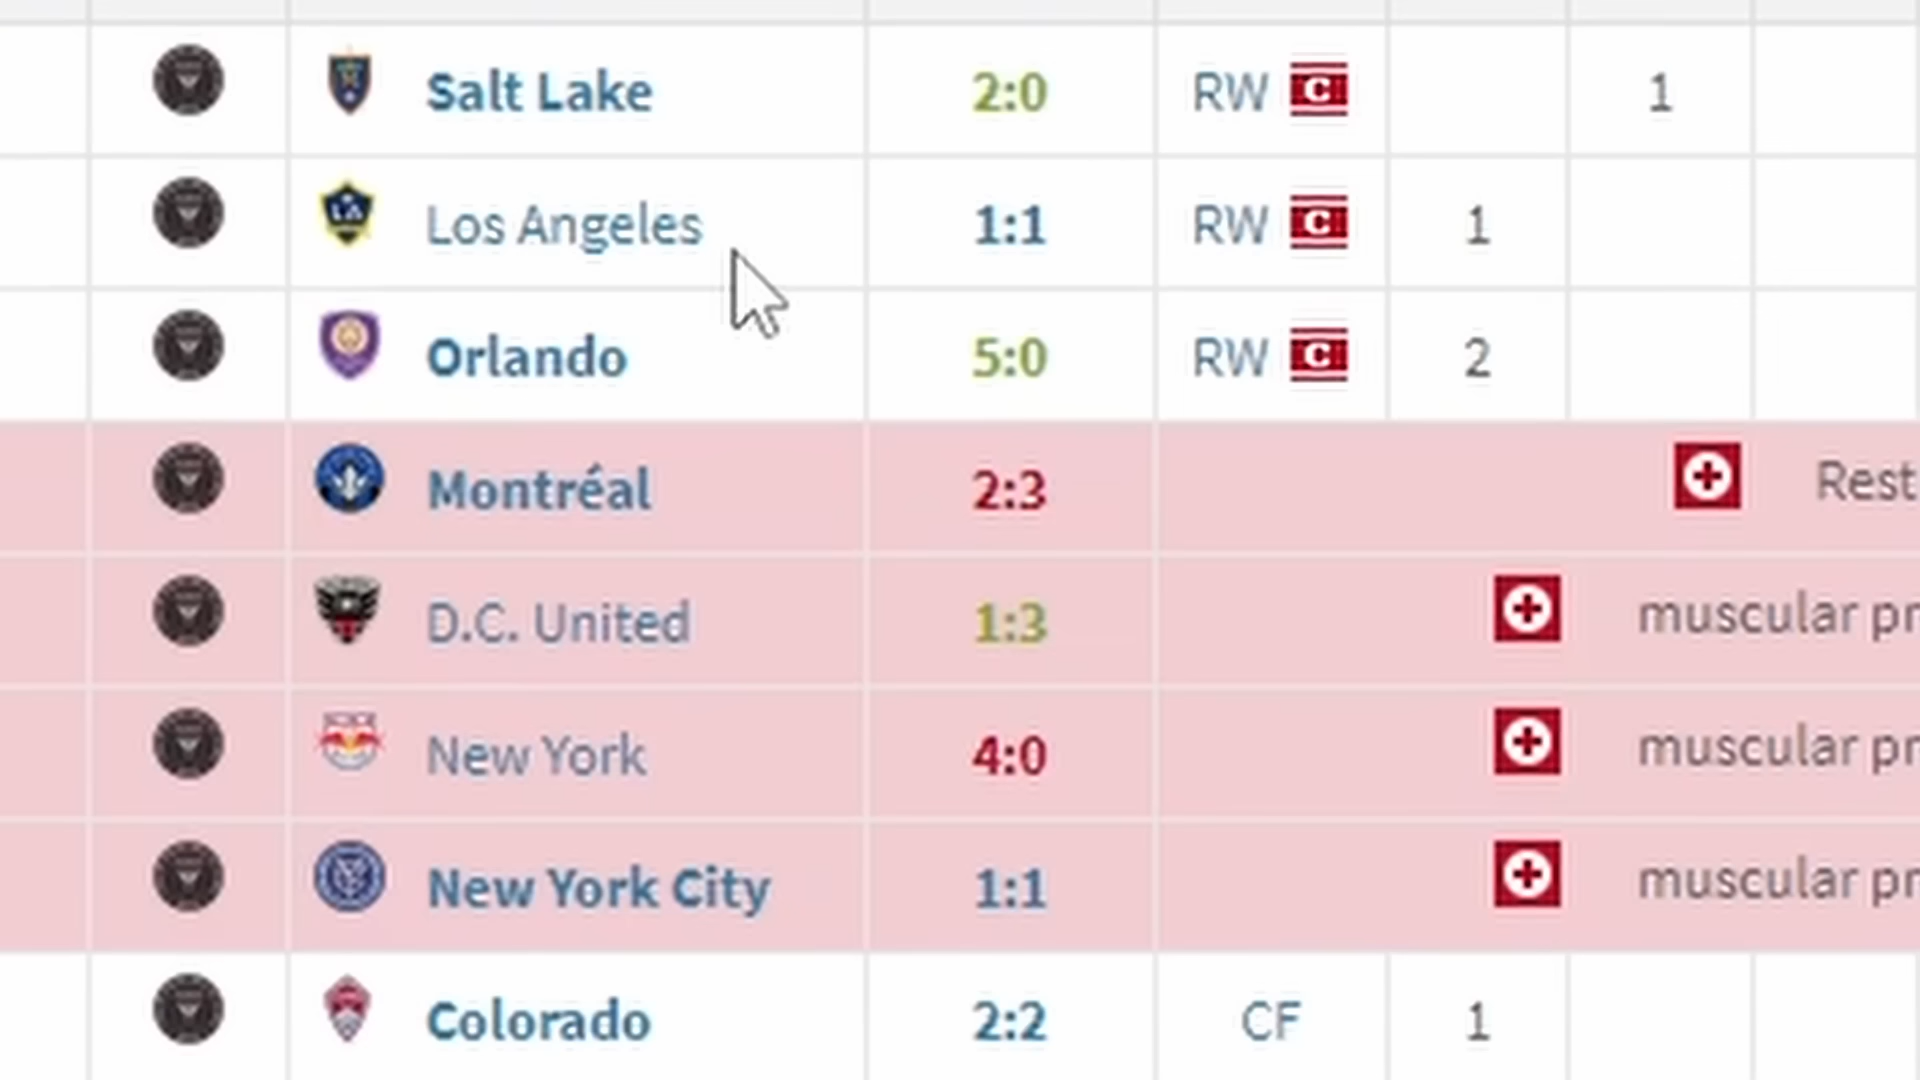 Salt Lake 2:0 RW C 1
LA Los Angeles 1:1 RW C 1
Orlando 5:0 RW C 2
Montréal 2:3 Rest
D.C. United 1:3 muscular pr
New York 4:0 muscular pr
New York City 1:1 muscular pr
Colorado 2:2 CF 1